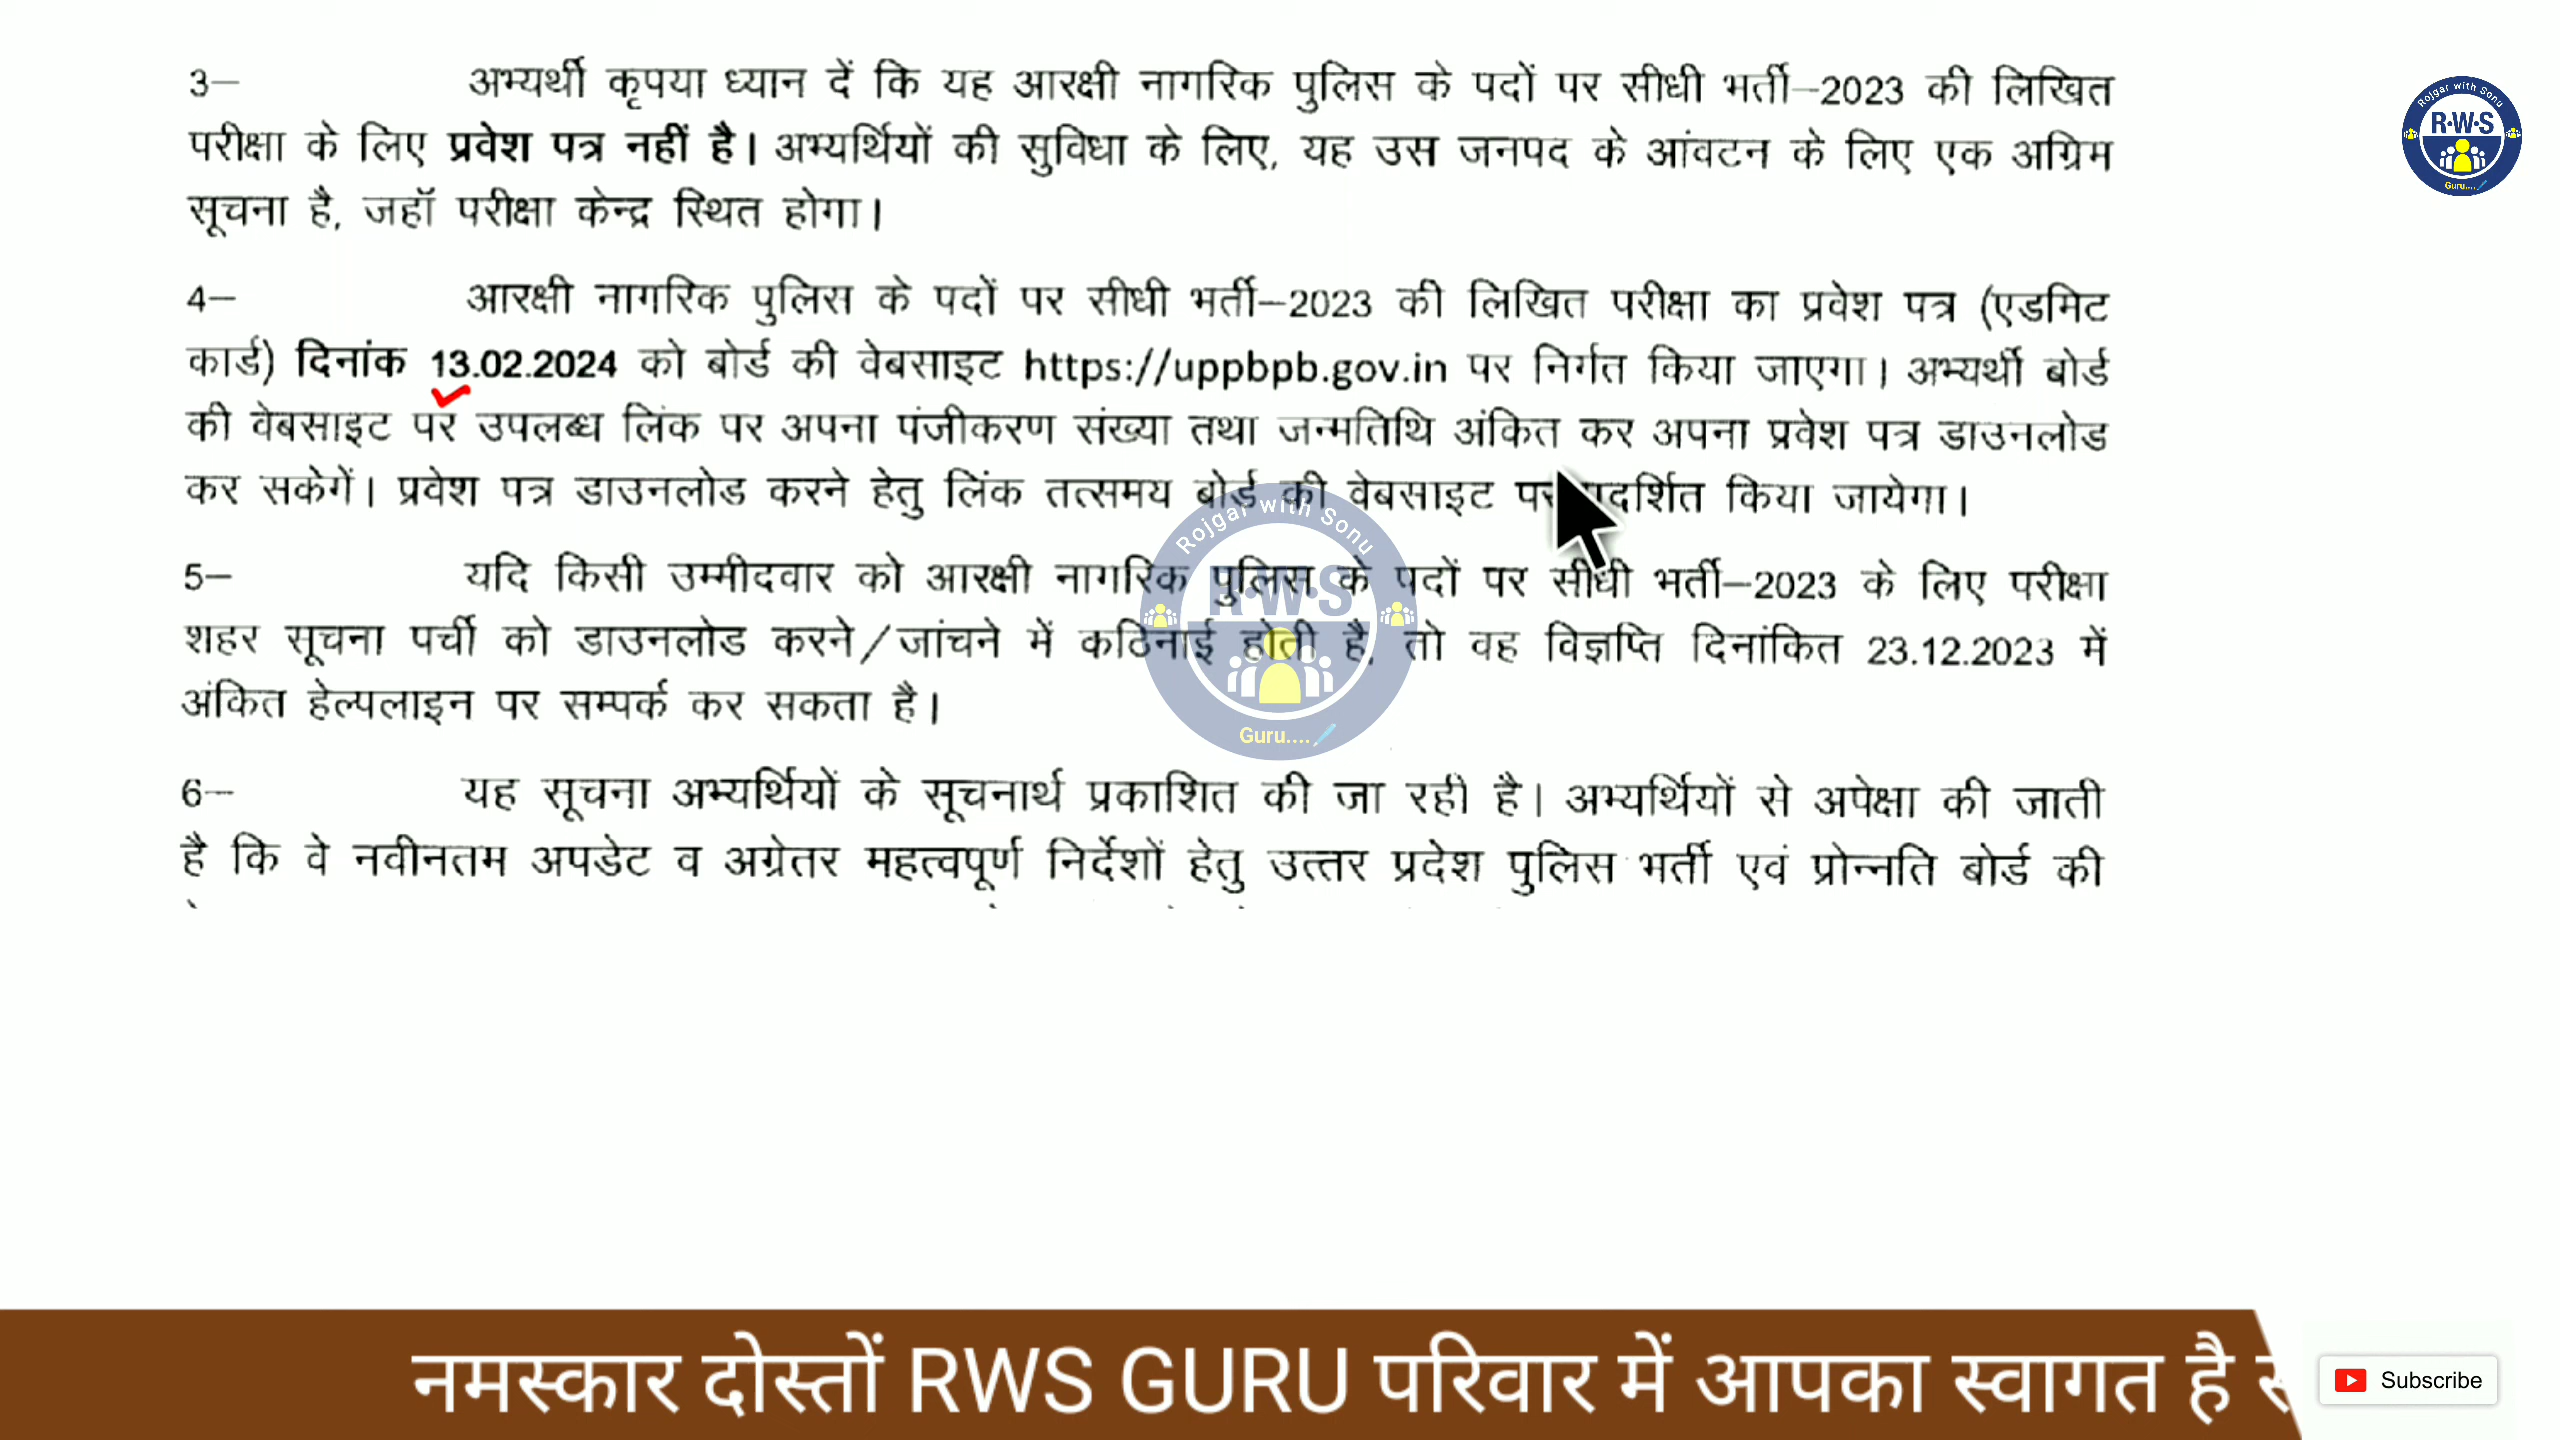 3— अभ्यर्थी कृपया ध्यान दें कि यह आरक्षी नागरिक पुलिस के पदों पर सीधी भर्ती—2023 की लिखित
परीक्षा के लिए प्रवेश पत्र नहीं है। अभ्यर्थियों की सुविधा के लिए, यह उस जनपद के आंवटन के लिए एक अग्रिम
सूचना है, जहॉ परीक्षा केन्द्र स्थित होगा।
4— आरक्षी नागरिक पुलिस के पदों पर सीधी भर्ती—2023 की लिखित परीक्षा का प्रवेश पत्र (एडमिट
कार्ड) दिनांक 13.02.2024 को बोर्ड की वेबसाइट https://uppbpb.gov.in पर निर्गत किया जाएगा। अभ्यर्थी बोर्ड
की वेबसाइट पर उपलब्ध लिंक पर अपना पंजीकरण संख्या तथा जन्मतिथि अंकित कर अपना प्रवेश पत्र डाउनलोड
कर सकेगें। प्रवेश पत्र डाउनलोड करने हेतु लिंक तत्समय बोर्ड की वेबसाइट पर किया जायेगा।
5— यदि किसी उम्मीदवार को आरक्षी नागरिक पुलिस के पदों पर सीधी भर्ती—2023 के लिए परीक्षा
शहर सूचना पर्ची को डाउनलोड करने/जांचने में कठिनाई होती है, तो वह विज्ञप्ति दिनांकित 23.12.2023 में
अंकित हेल्पलाइन पर सम्पर्क कर सकता है।
6— यह सूचना अभ्यर्थियों के सूचनार्थ प्रकाशित की जा रही है। अभ्यर्थियों से अपेक्षा की जाती
है कि वे नवीनतम अपडेट व अग्रेतर महत्वपूर्ण निर्देशों हेतु उत्तर प्रदेश पुलिस भर्ती एवं प्रोन्नति बोर्ड की
Rojgar with Sonu
R·W·S
Guru....
Rojgar with Sonu
R·W·S
Guru....
नमस्कार दोस्तों RWS GURU परिवार में आपका स्वागत है
Subscribe